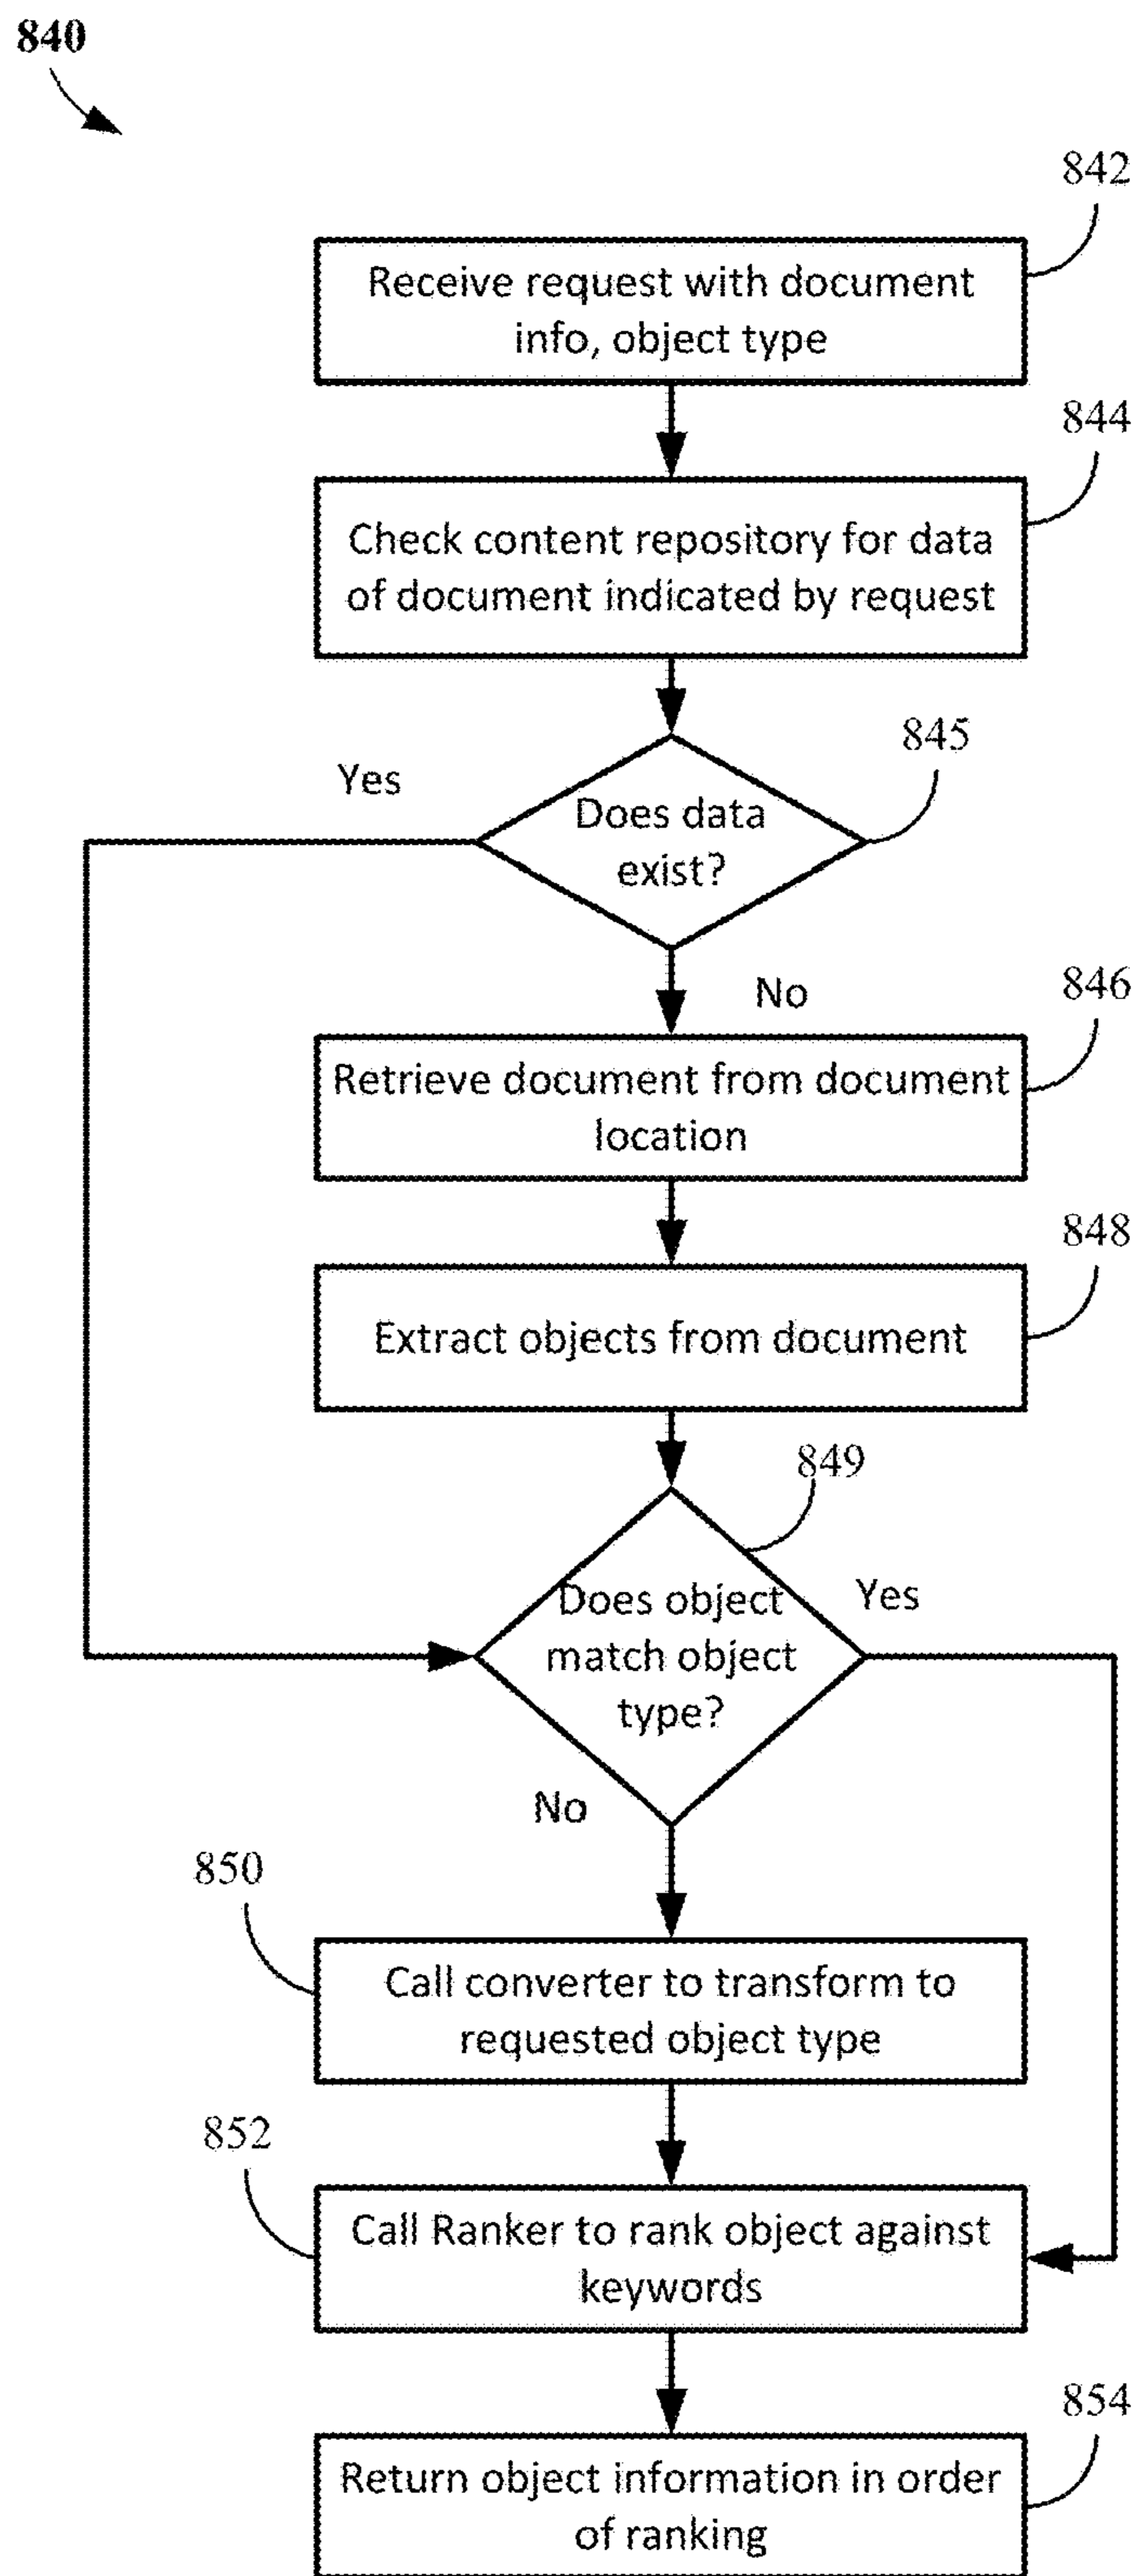 840
842
Receive request with document
info, object type
844
Check content repository for data
of document indicated by request
845
Yes
Does data
exist?
No
846
Retrieve document from document
location
848
Extract objects from document
849
Does object
match object
type?
Yes
No
850
Call converter to transform to
requested object type
852
Call Ranker to rank object against
keywords
854
Return object information in order
of ranking